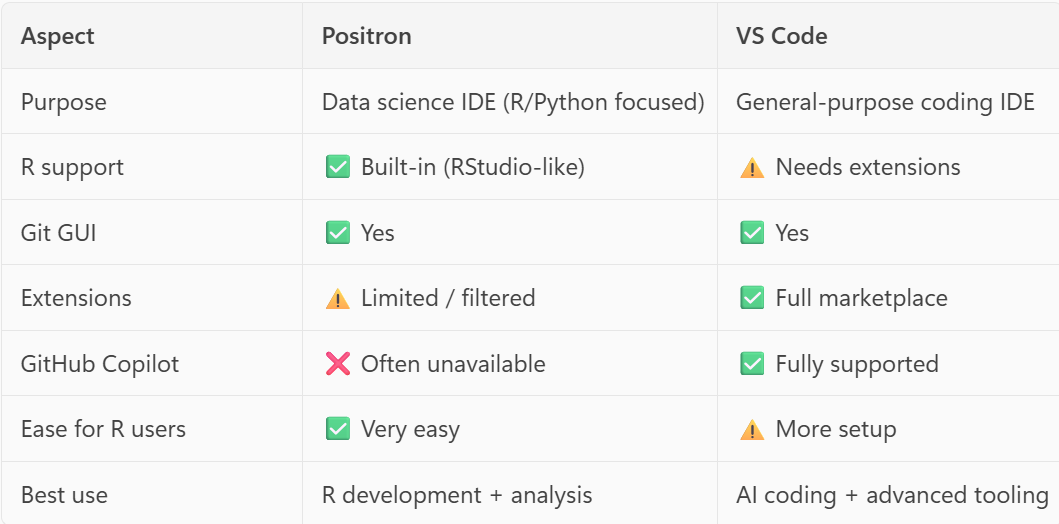 Aspect Positron VS Code
Purpose Data science IDE (R/Python focused) General-purpose coding IDE
R support ✅ Built-in (RStudio-like) ⚠️ Needs extensions
Git GUI ✅ Yes ✅ Yes
Extensions ⚠️ Limited / filtered ✅ Full marketplace
GitHub Copilot ❌ Often unavailable ✅ Fully supported
Ease for R users ✅ Very easy ⚠️ More setup
Best use R development + analysis AI coding + advanced tooling